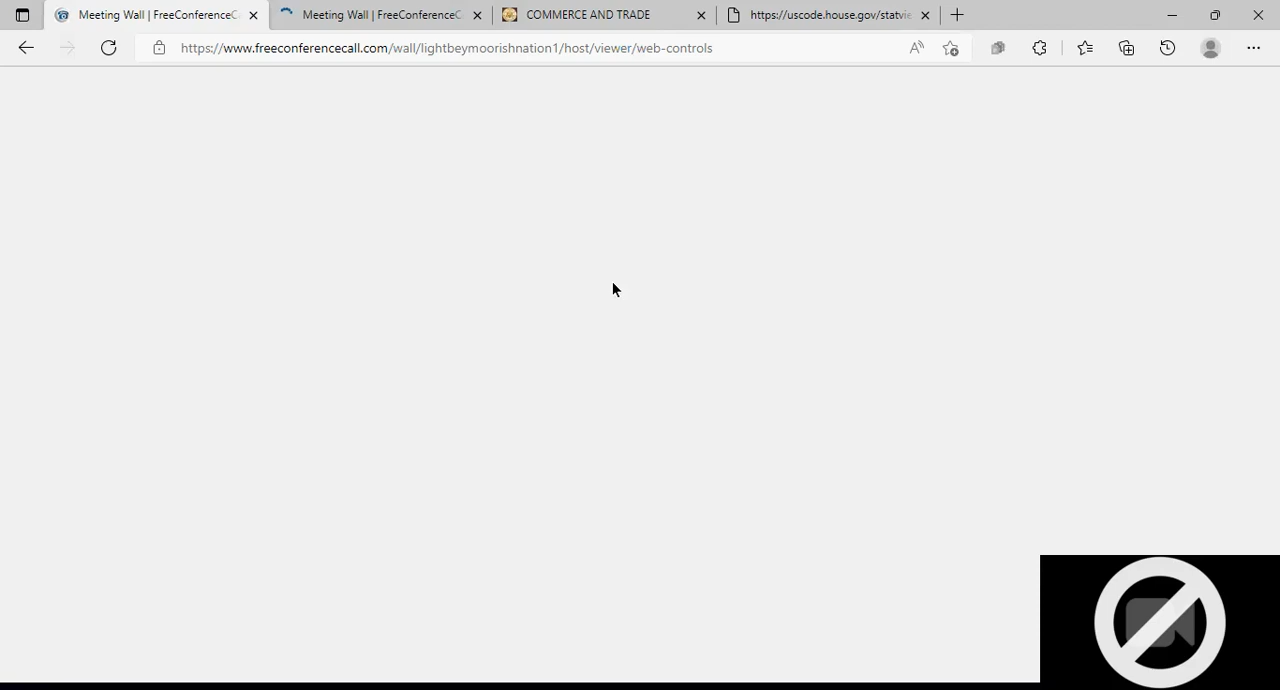 Meeting Wall | FreeConferenceC
Meeting Wall | FreeConferenceC
COMMERCE AND TRADE
https://uscode.house.gov/statvie
https://www.freeconferencecall.com/wall/lightbeymoorishnation1/host/viewer/web-controls